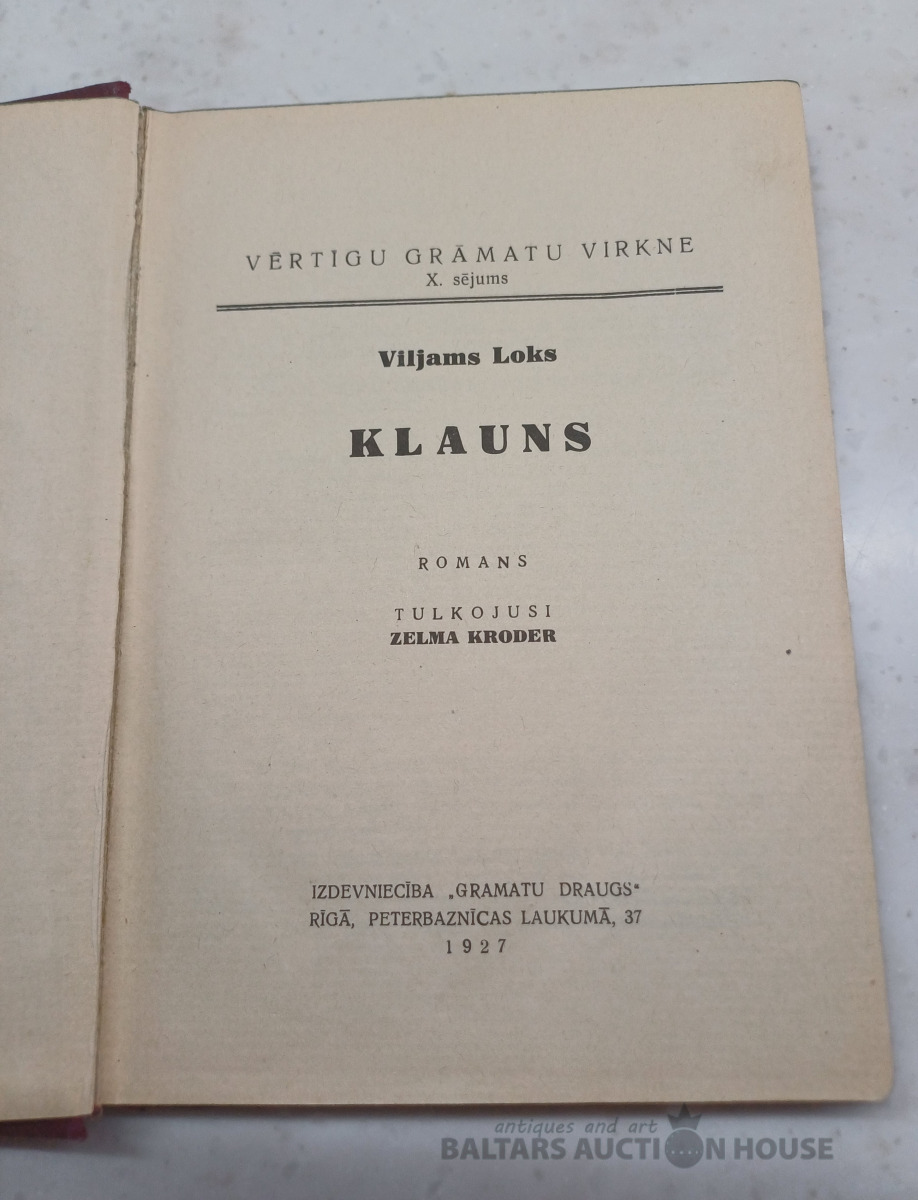 VĒRTĪGU GRĀMATU VIRKNE
X. sējums
Viljams Loks
KLAUNS
ROMANS
TULKOJUSI
ZELMA KRODER
IZDEVNIECĪBA „GRAMATU DRAUGS“
RĪGĀ, PETERBAZNĪCAS LAUKUMĀ, 37
1927
antiques and art
BALTARS AUCTION HOUSE